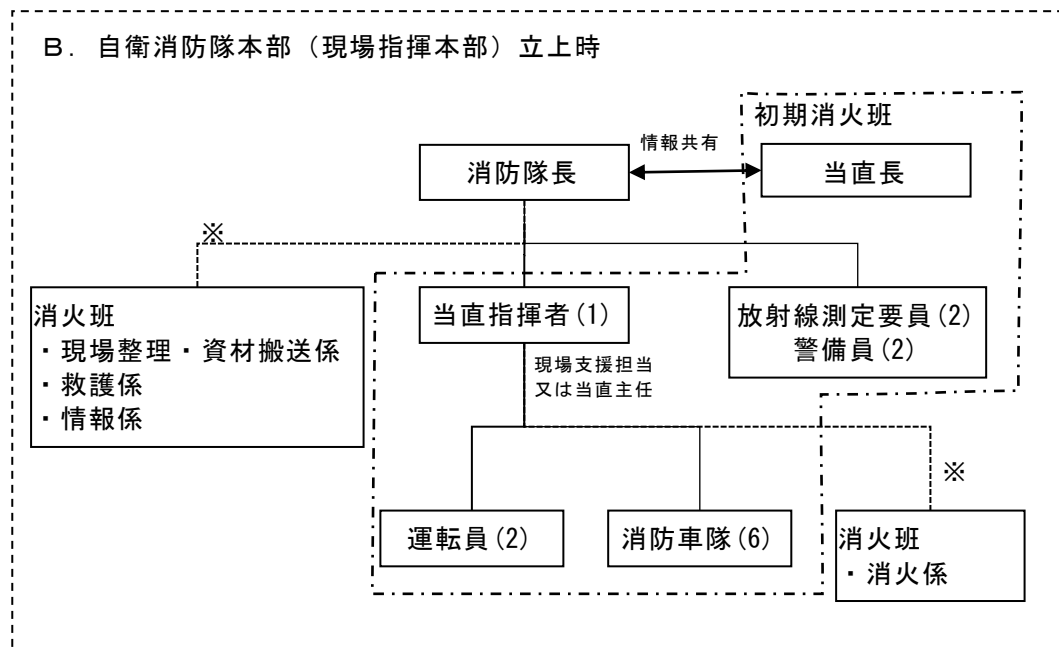 B．自衛消防隊本部（現場指揮本部）立上時
初期消火班
情報共有
消防隊長
当直長
※
消火班
・現場整理・資材搬送係
・救護係
・情報係
当直指揮者(1)
放射線測定要員(2)
警備員(2)
現場支援担当
又は当直主任
※
運転員(2)
消防車隊(6)
消火班
・消火係